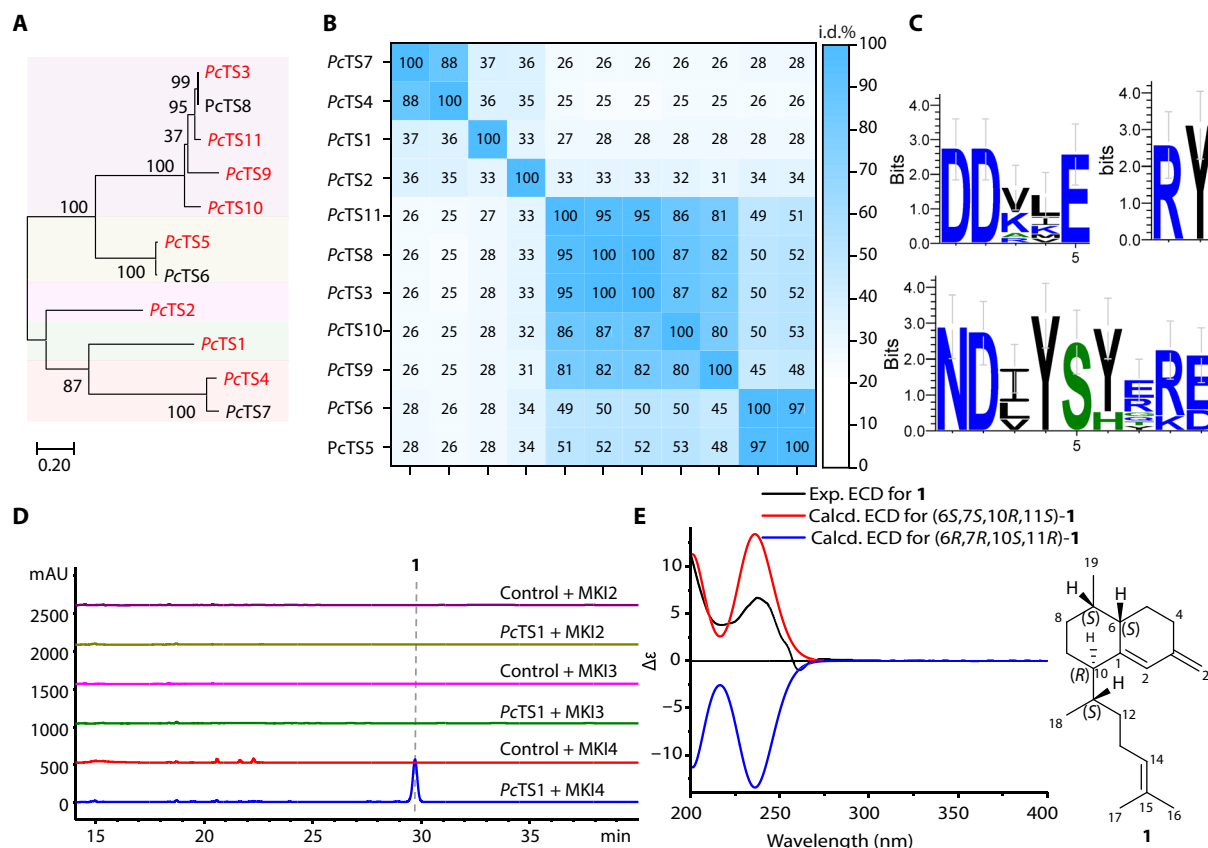 A
PcTS3
99
PcTS8
95
PcTS11
37
PcTS9
100
PcTS10
100
PcTS5
100
PcTS6
PcTS2
PcTS1
87
PcTS4
100
PcTS7
0.20
B
i.d.%
PcTS7 100 88 37 36 26 26 26 26 26 28 28
PcTS4 88 100 36 35 25 25 25 25 25 26 26
PcTS1 37 36 100 33 27 28 28 28 28 28 28
PcTS2 36 35 33 100 33 33 33 32 31 34 34
PcTS11 26 25 27 33 100 95 95 86 81 49 51
PcTS8 26 25 28 33 95 100 100 87 82 50 52
PcTS3 26 25 28 33 95 100 100 87 82 50 52
PcTS10 26 25 28 32 86 87 87 100 80 50 53
PcTS9 26 25 28 31 81 82 82 80 100 45 48
PcTS6 28 26 28 34 49 50 50 50 45 100 97
PcTS5 28 26 28 34 51 52 52 53 48 97 100
100
90
80
70
60
50
40
30
20
10
0
C
Bits
4.0
3.0
2.0
1.0
0.0
DD E
V L
K
5
bits
4.0
3.0
2.0
1.0
0.0
RY
Bits
4.0
3.0
2.0
1.0
0.0
ND YSY RE
I
L H K D
V
5
D
mAU
2500
2000
1500
1000
500
0
1
Control + MKI2
PcTS1 + MKI2
Control + MKI3
PcTS1 + MKI3
Control + MKI4
PcTS1 + MKI4
15 20 25 30 35 min
E
Exp. ECD for 1
Calcd. ECD for (6S,7S,10R,11S)-1
Calcd. ECD for (6R,7R,10S,11R)-1
Δε
10
5
0
−5
−10
200 250 300 350 400
Wavelength (nm)
19
H H
8 (S) 6 (S) 4
H
(R) 10 1 2 2
H
18 (S) 12
14
15
17 16
1